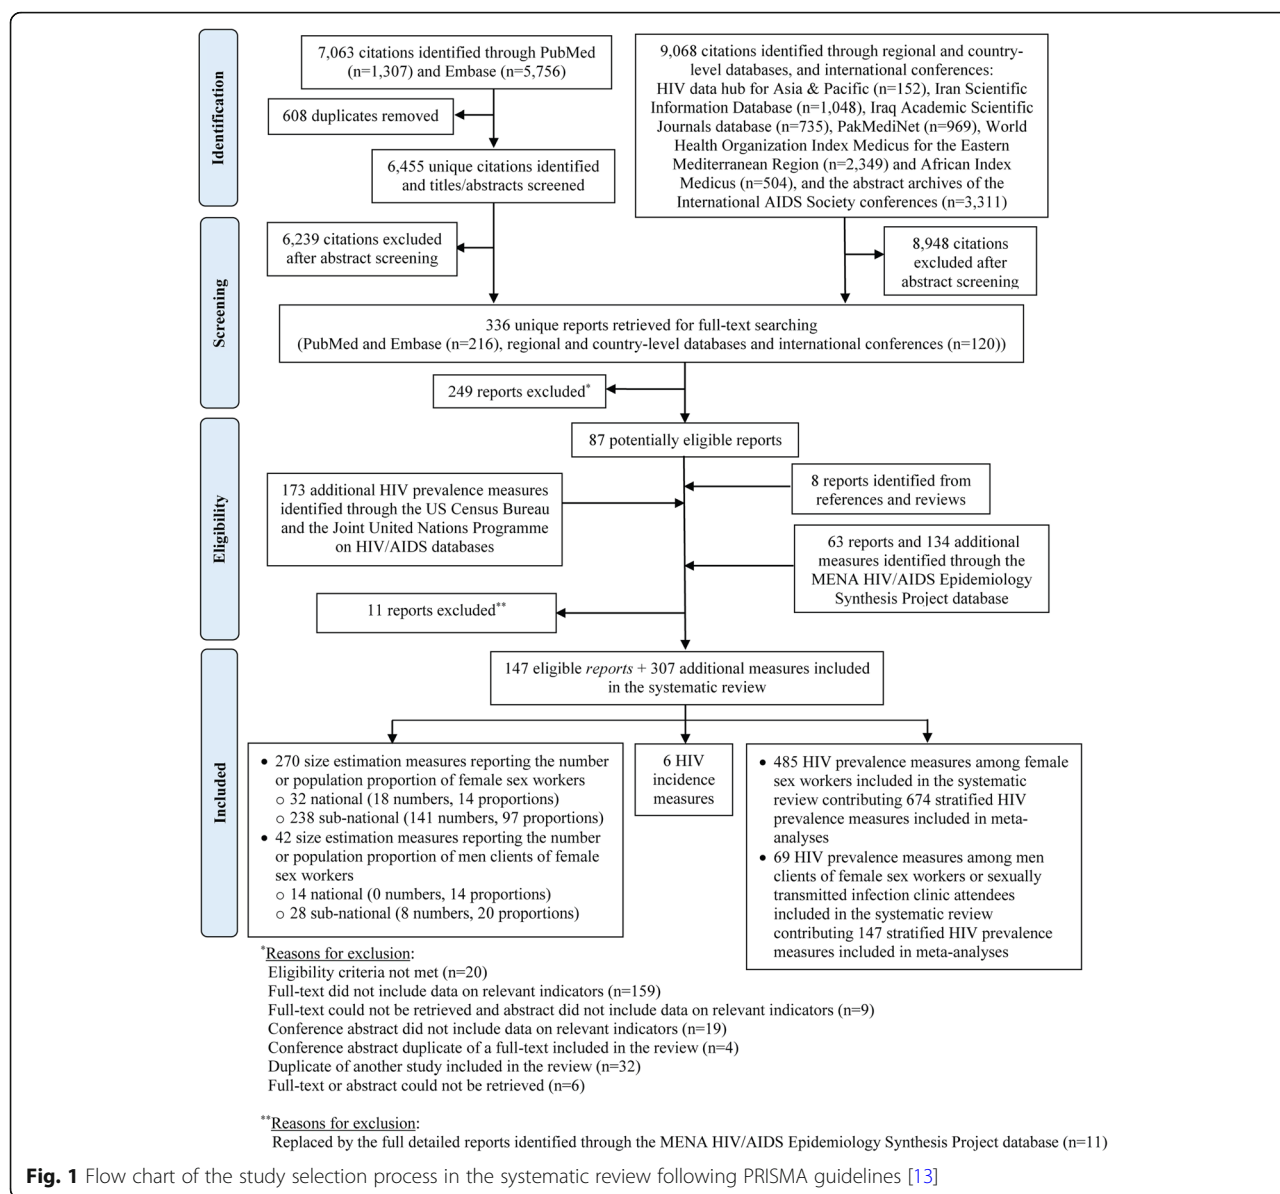 Identification
7,063 citations identified through PubMed
(n=1,307) and Embase (n=5,756)
608 duplicates removed
6,455 unique citations identified
and titles/abstracts screened
9,068 citations identified through regional and country-
level databases, and international conferences:
HIV data hub for Asia & Pacific (n=152), Iran Scientific
Information Database (n=1,048), Iraq Academic Scientific
Journals database (n=735), PakMediNet (n=969), World
Health Organization Index Medicus for the Eastern
Mediterranean Region (n=2,349) and African Index
Medicus (n=504), and the abstract archives of the
International AIDS Society conferences (n=3,311)
Screening
6,239 citations excluded
after abstract screening
8,948 citations
excluded after
abstract screening
336 unique reports retrieved for full-text searching
(PubMed and Embase (n=216), regional and country-level databases and international conferences (n=120))
249 reports excluded*
Eligibility
87 potentially eligible reports
173 additional HIV prevalence measures
identified through the US Census Bureau
and the Joint United Nations Programme
on HIV/AIDS databases
8 reports identified from
references and reviews
63 reports and 134 additional
measures identified through the
MENA HIV/AIDS Epidemiology
Synthesis Project database
11 reports excluded**
Included
147 eligible reports + 307 additional measures included
in the systematic review
• 270 size estimation measures reporting the number
or population proportion of female sex workers
o 32 national (18 numbers, 14 proportions)
o 238 sub-national (141 numbers, 97 proportions)
• 42 size estimation measures reporting the number
or population proportion of men clients of female
sex workers
o 14 national (0 numbers, 14 proportions)
o 28 sub-national (8 numbers, 20 proportions)
6 HIV
incidence
measures
• 485 HIV prevalence measures among female
sex workers included in the systematic
review contributing 674 stratified HIV
prevalence measures included in meta-
analyses
• 69 HIV prevalence measures among men
clients of female sex workers or sexually
transmitted infection clinic attendees
included in the systematic review
contributing 147 stratified HIV prevalence
measures included in meta-analyses
*Reasons for exclusion:
Eligibility criteria not met (n=20)
Full-text did not include data on relevant indicators (n=159)
Full-text could not be retrieved and abstract did not include data on relevant indicators (n=9)
Conference abstract did not include data on relevant indicators (n=19)
Conference abstract duplicate of a full-text included in the review (n=4)
Duplicate of another study included in the review (n=32)
Full-text or abstract could not be retrieved (n=6)
**Reasons for exclusion:
Replaced by the full detailed reports identified through the MENA HIV/AIDS Epidemiology Synthesis Project database (n=11)
Fig. 1 Flow chart of the study selection process in the systematic review following PRISMA guidelines [13]